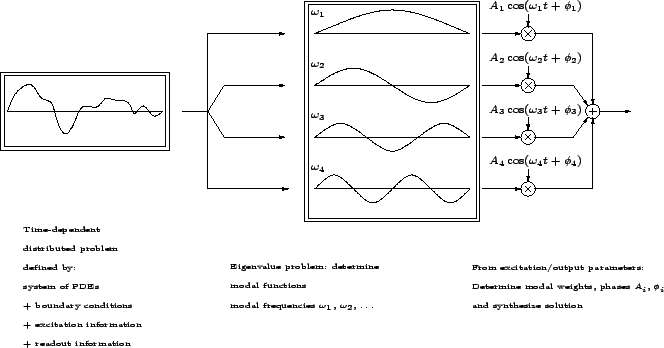 ω₁
ω₂
ω₃
ω₄
A₁ cos(ω₁t + φ₁)
×
A₂ cos(ω₂t + φ₂)
×
A₃ cos(ω₃t + φ₃)
×
A₄ cos(ω₄t + φ₄)
×
+
Time-dependent
distributed problem
defined by:
system of PDEs
+ boundary conditions
+ excitation information
+ readout information
Eigenvalue problem: determine
modal functions
modal frequencies ω₁, ω₂, ...
From excitation/output parameters:
Determine modal weights, phases Aᵢ, φᵢ
and synthesize solution